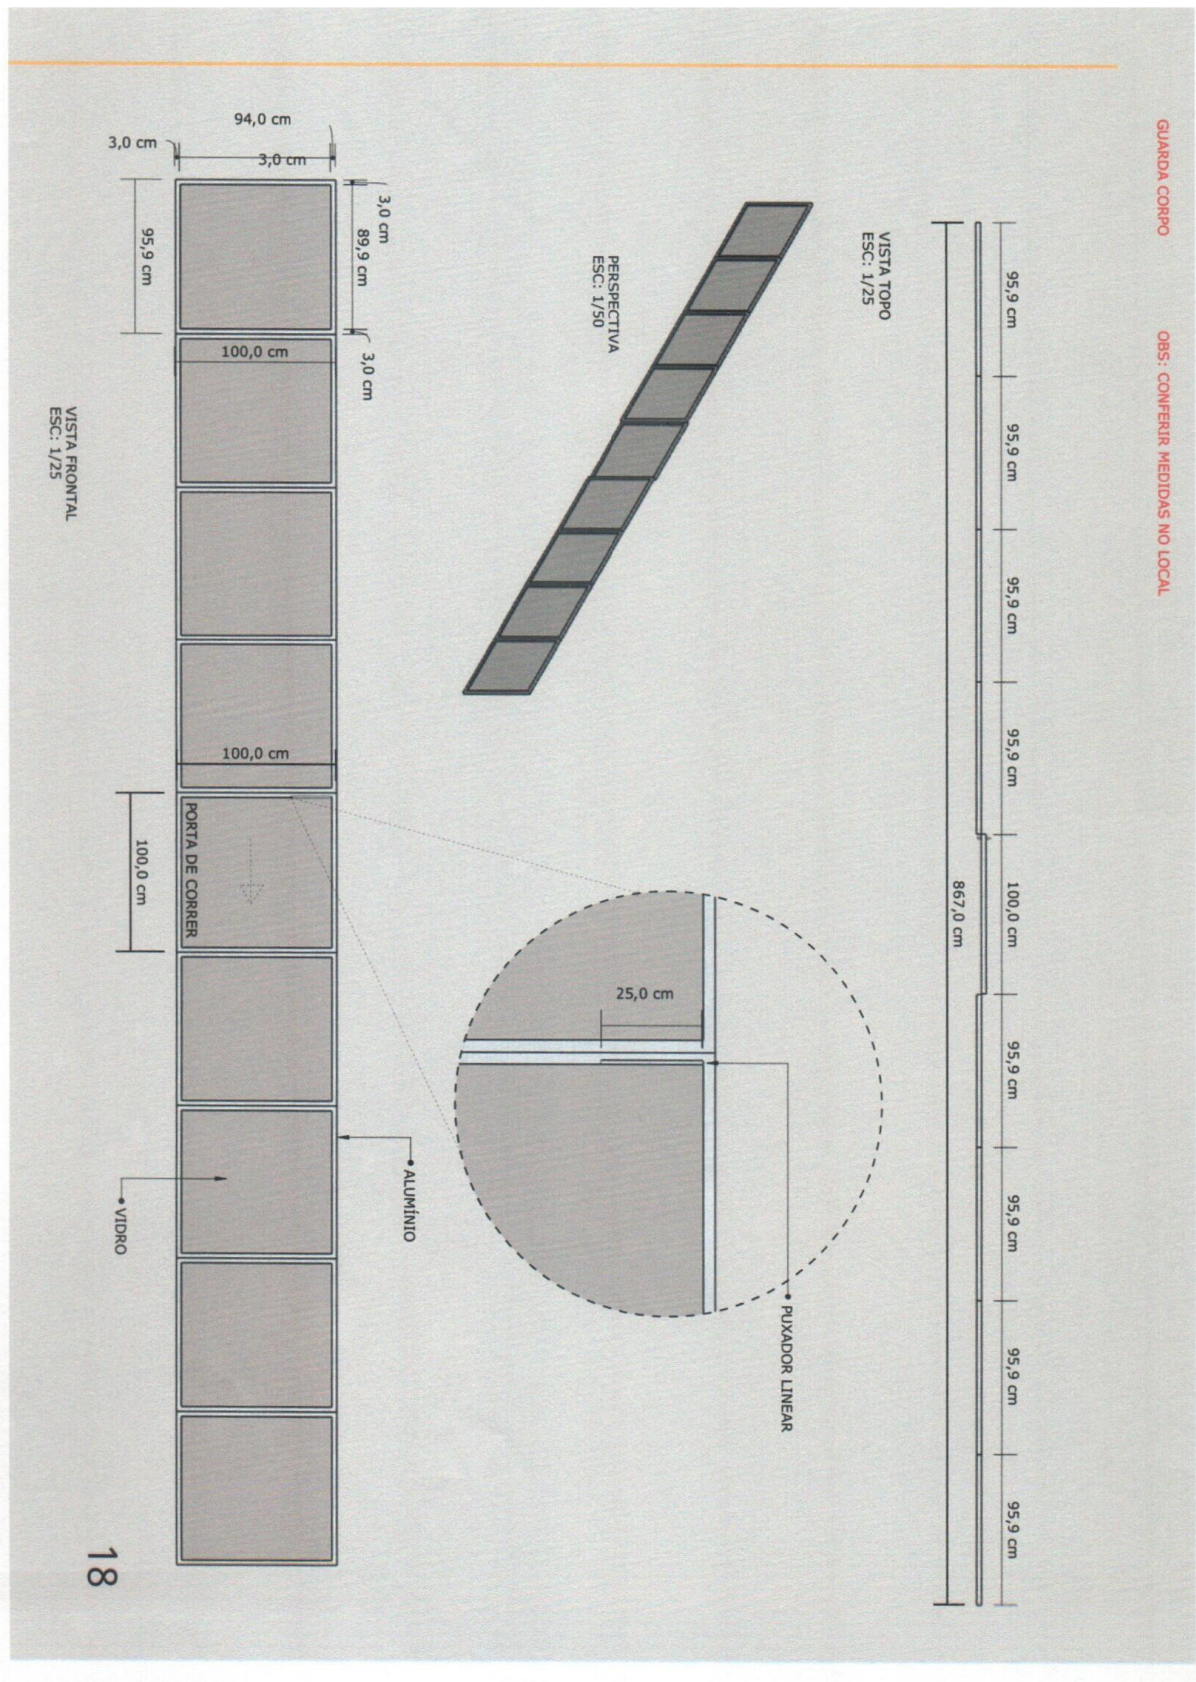 GUARDA CORPO
OBS: CONFERIR MEDIDAS NO LOCAL
95,9 cm
95,9 cm
95,9 cm
95,9 cm
100,0 cm
95,9 cm
95,9 cm
95,9 cm
95,9 cm
867,0 cm
VISTA TOPO
ESC: 1/25
PERSPECTIVA
ESC: 1/50
25,0 cm
PUXADOR LINEAR
ALUMÍNIO
3,0 cm
89,9 cm
3,0 cm
94,0 cm
3,0 cm
3,0 cm
100,0 cm
100,0 cm
PORTA DE CORRER
95,9 cm
100,0 cm
VIDRO
VISTA FRONTAL
ESC: 1/25
18